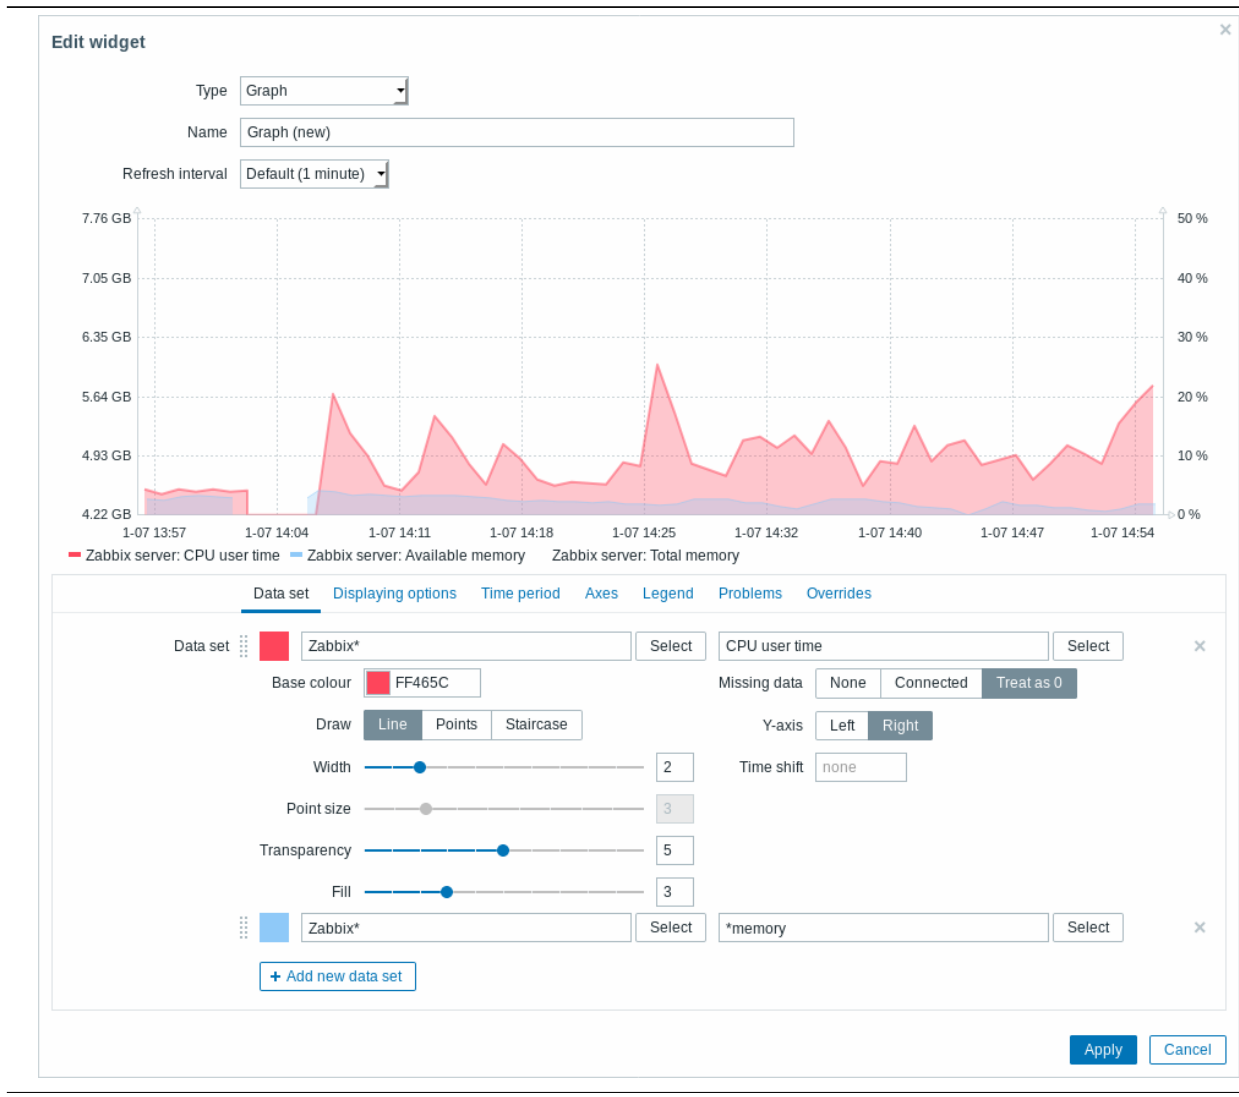 Edit widget
Type Graph
Name Graph (new)
Refresh interval Default (1 minute)
7.76 GB 50 %
7.05 GB 40 %
6.35 GB 30 %
5.64 GB 20 %
4.93 GB 10 %
4.22 GB 0 %
1-07 13:57 1-07 14:04 1-07 14:11 1-07 14:18 1-07 14:25 1-07 14:32 1-07 14:40 1-07 14:47 1-07 14:54
Zabbix server: CPU user time Zabbix server: Available memory Zabbix server: Total memory
Data set Displaying options Time period Axes Legend Problems Overrides
Data set Zabbix* Select CPU user time Select
Base colour FF465C Missing data None Connected Treat as 0
Draw Line Points Staircase Y-axis Left Right
Width 2 Time shift none
Point size 3
Transparency 5
Fill 3
Zabbix* Select *memory Select
+ Add new data set
Apply Cancel